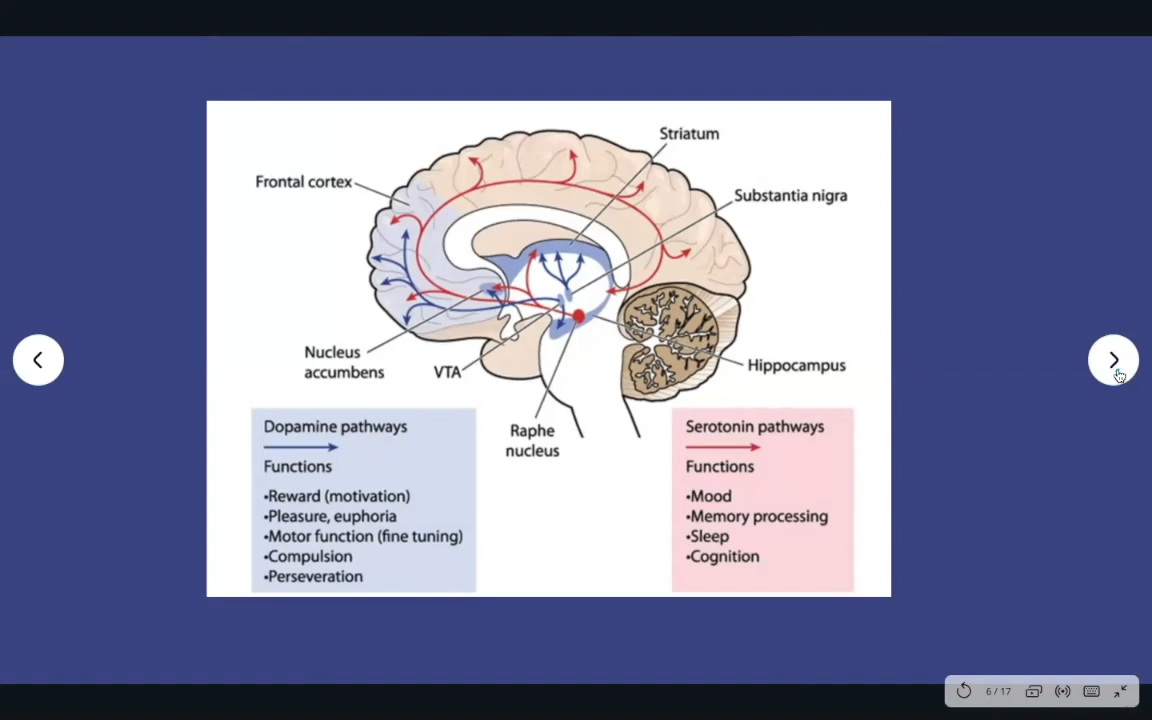 Striatum
Frontal cortex
Substantia nigra
Nucleus
accumbens
VTA
Hippocampus
Raphe
nucleus
Dopamine pathways
Functions
•Reward (motivation)
•Pleasure, euphoria
•Motor function (fine tuning)
•Compulsion
•Perseveration
Serotonin pathways
Functions
•Mood
•Memory processing
•Sleep
•Cognition
6 / 17